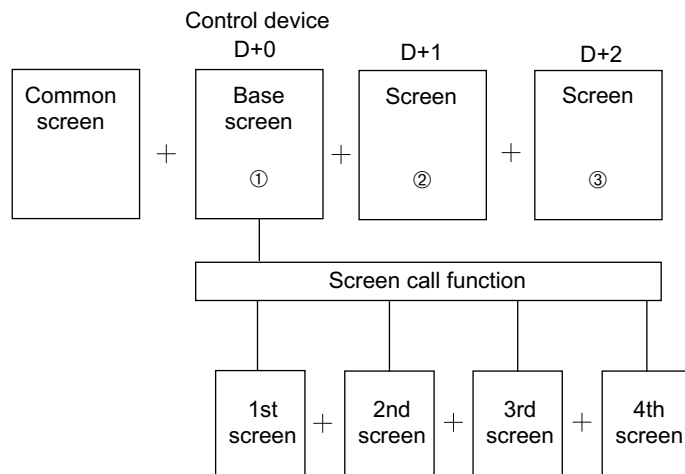 Control device
D+0
D+1
D+2
Common
screen
+
Base
screen
①
+
Screen
②
+
Screen
③
Screen call function
1st
screen
+
2nd
screen
+
3rd
screen
+
4th
screen